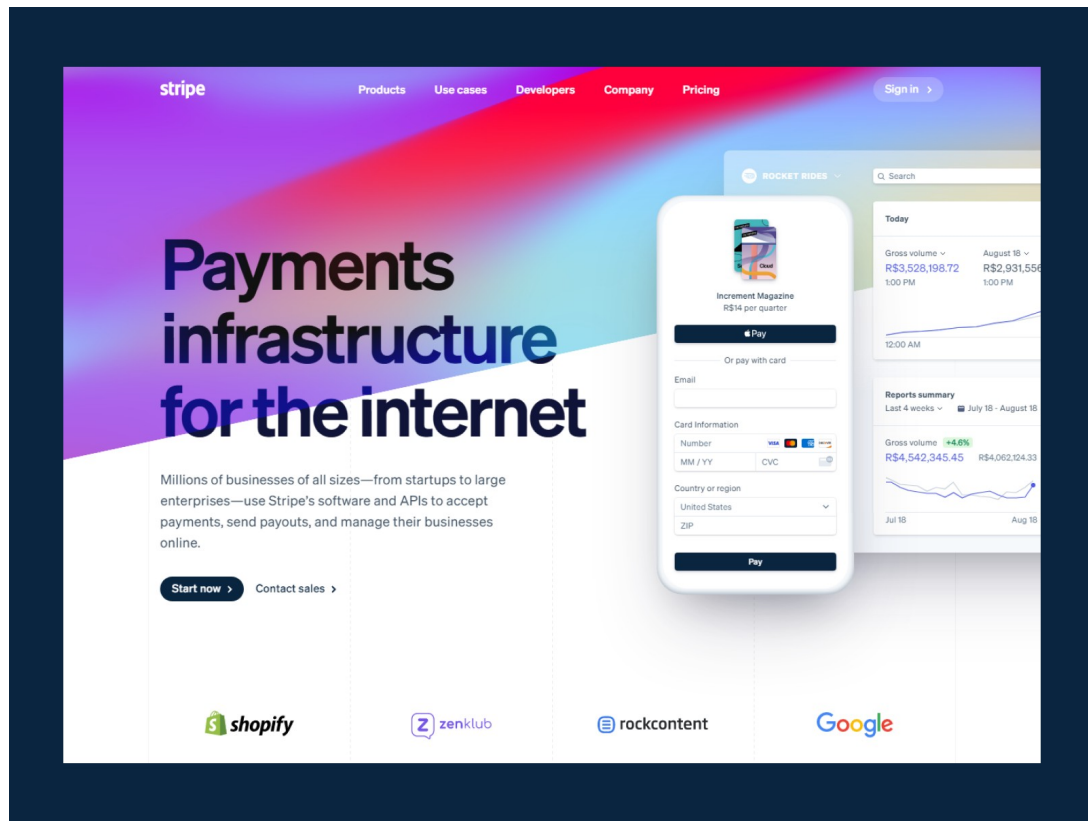 stripe
Products Use cases Developers Company Pricing
Sign in
Payments
infrastructure
for the internet
Millions of businesses of all sizes—from startups to large
enterprises—use Stripe's software and APIs to accept
payments, send payouts, and manage their businesses
online.
Start now
Contact sales
ROCKET RIDES
Search
Today
Gross volume
August 18
R$3,528,198.72
R$2,931,556
1:00 PM
1:00 PM
12:00 AM
Reports summary
Last 4 weeks
July 18 - August 18
Gross volume +4.6%
R$4,542,345.45
R$4,062,124.33
Jul 18
Aug 18
Cloud
Increment Magazine
R$14 per quarter
Pay
Or pay with card
Email
Card Information
Number
VISA
MM / YY
CVC
Country or region
United States
ZIP
Pay
shopify
zenklub
rockcontent
Google